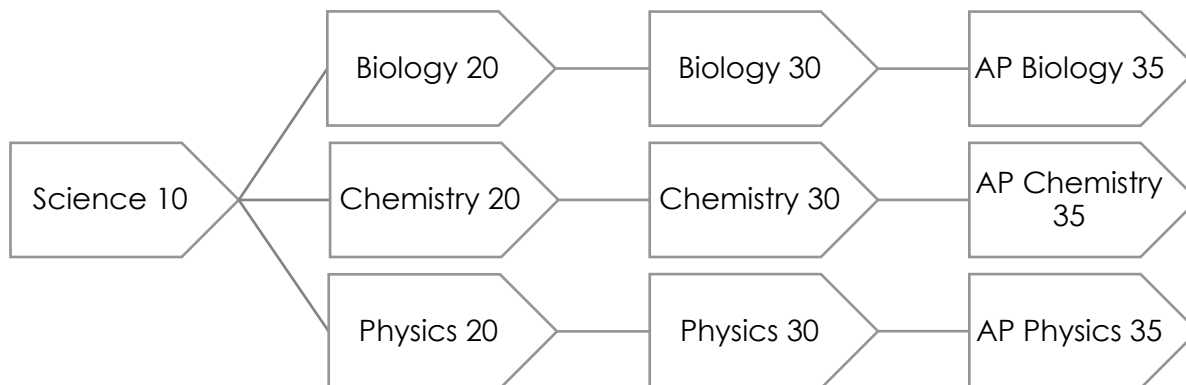 Biology 20
Biology 30
AP Biology 35
Science 10
Chemistry 20
Chemistry 30
AP Chemistry
35
Physics 20
Physics 30
AP Physics 35